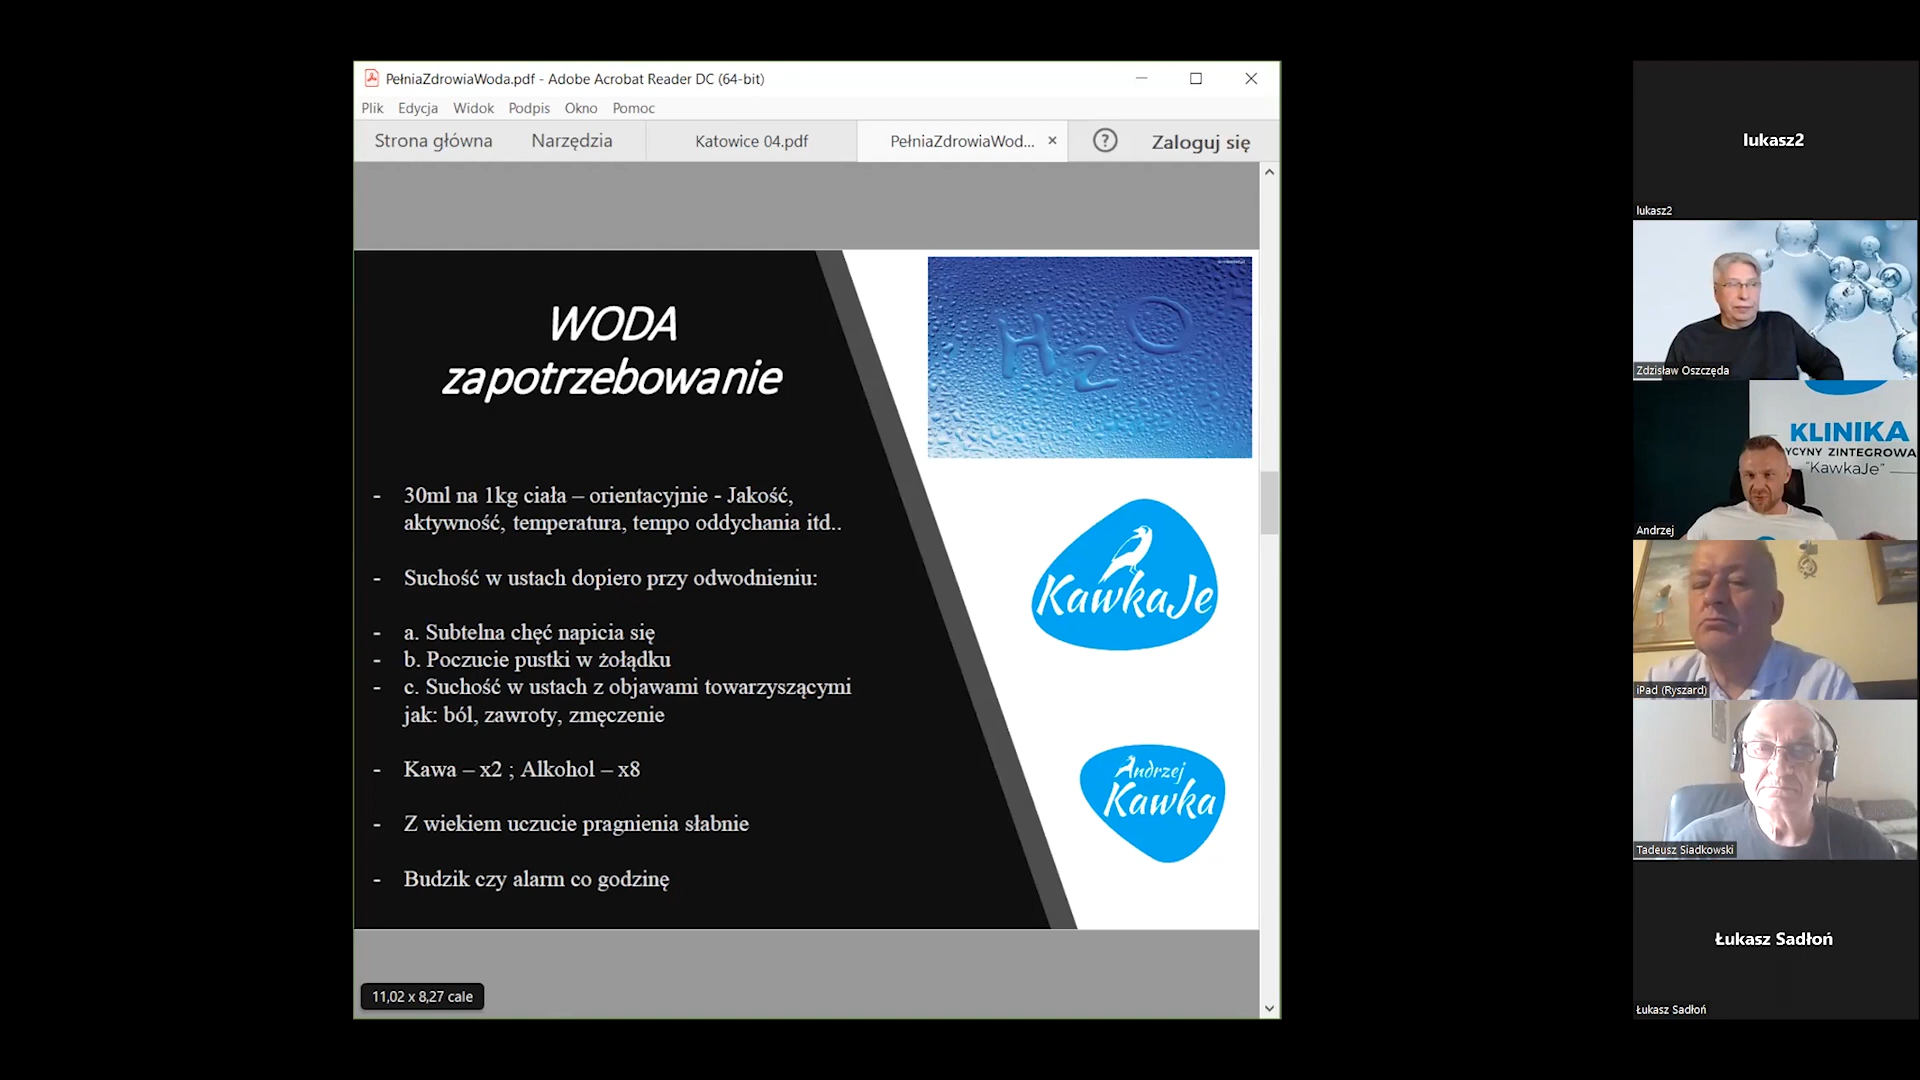 PełniaZdrowiaWoda.pdf - Adobe Acrobat Reader DC (64-bit)
Plik Edycja Widok Podpis Okno Pomoc
Strona główna Narzędzia Katowice 04.pdf PełniaZdrowiaWod... × ? Zaloguj się
WODA
zapotrzebowanie
- 30ml na 1kg ciała – orientacyjnie - Jakość,
aktywność, temperatura, tempo oddychania itd..
- Suchość w ustach dopiero przy odwodnieniu:
- a. Subtelna chęć napicia się
- b. Poczucie pustki w żołądku
- c. Suchość w ustach z objawami towarzyszącymi
jak: ból, zawroty, zmęczenie
- Kawa – x2 ; Alkohol – x8
- Z wiekiem uczucie pragnienia słabnie
- Budzik czy alarm co godzinę
H2O
KawkaJe
Andrzej
Kawka
11,02 x 8,27 cale
lukasz2
lukasz2
Zdzisław Oszczęda
KLINIKA
YCYNY ZINTEGROWA
"KawkaJe"
Andrzej
iPad (Ryszard)
Tadeusz Siadkowski
Łukasz Sadłoń
Łukasz Sadłoń